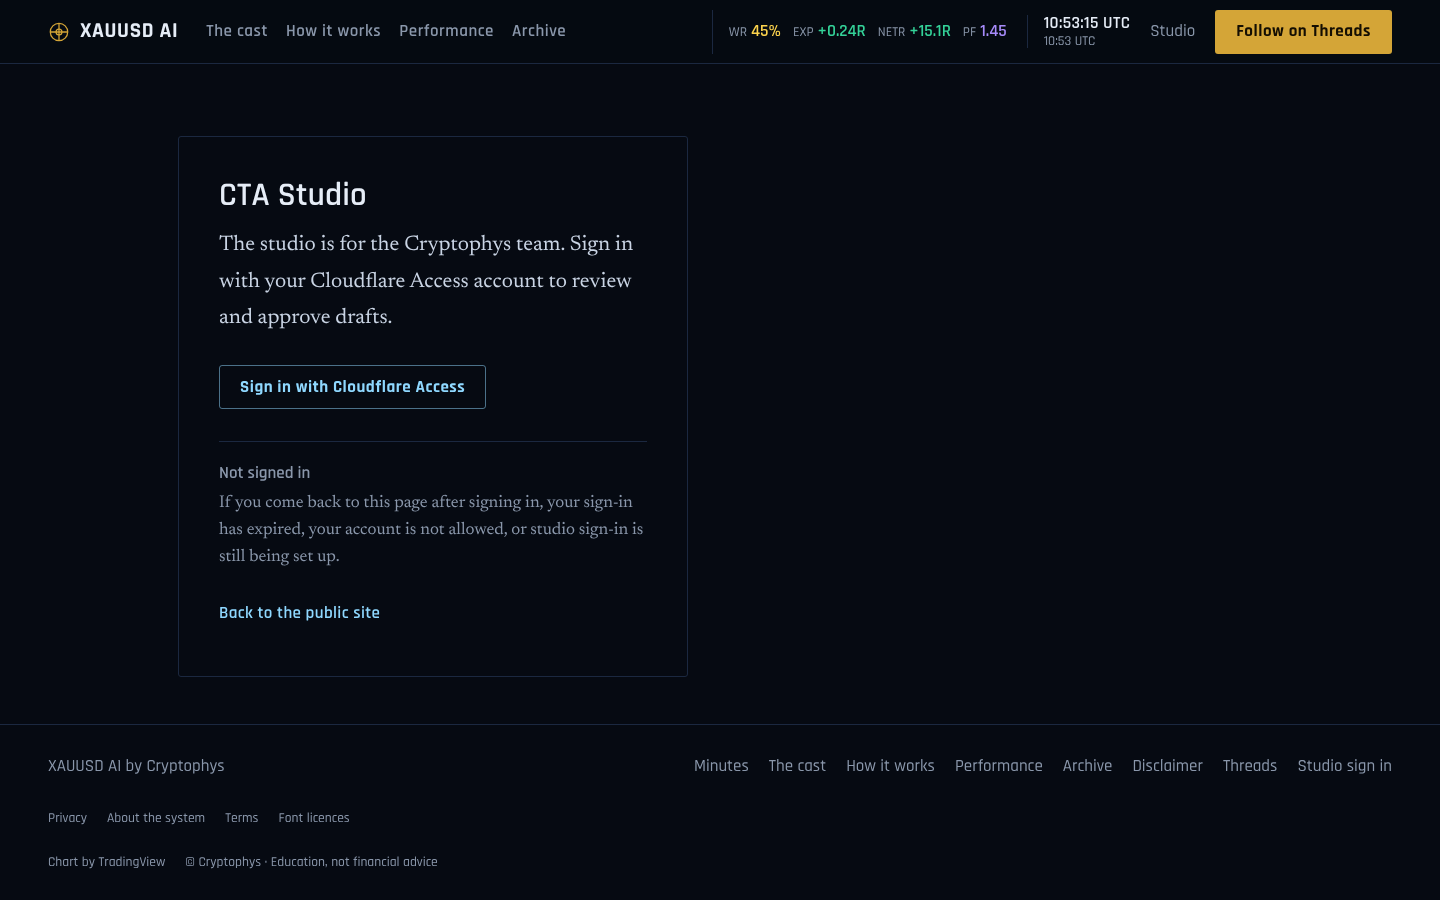 XAUUSD AI
The cast
How it works
Performance
Archive
WR 45% EXP +0.24R NETR +15.1R PF 1.45
10:53:15 UTC
10:53 UTC
Studio
Follow on Threads
CTA Studio
The studio is for the Cryptophys team. Sign in
with your Cloudflare Access account to review
and approve drafts.
Sign in with Cloudflare Access
Not signed in
If you come back to this page after signing in, your sign-in
has expired, your account is not allowed, or studio sign-in is
still being set up.
Back to the public site
XAUUSD AI by Cryptophys
Minutes
The cast
How it works
Performance
Archive
Disclaimer
Threads
Studio sign in
Privacy
About the system
Terms
Font licences
Chart by TradingView
© Cryptophys · Education, not financial advice